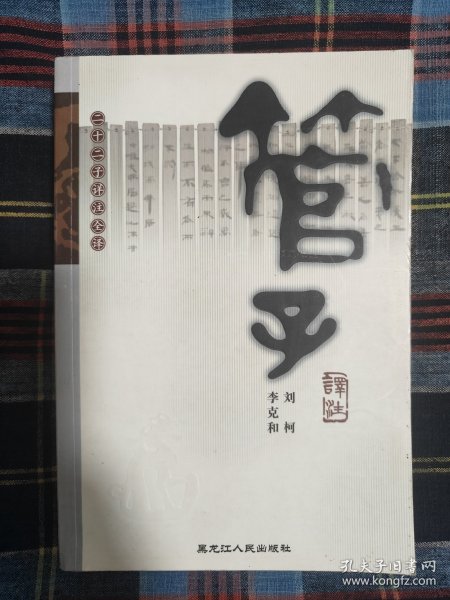 二十二子译注全译
管子
譯注
刘柯
李克和
黑龙江人民出版社
孔夫子旧书网
www.kongfz.com